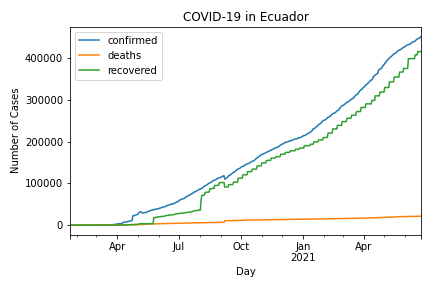 COVID-19 in Ecuador
confirmed
deaths
recovered
Number of Cases
400000
300000
200000
100000
0
Apr
Jul
Oct
Jan
2021
Apr
Day